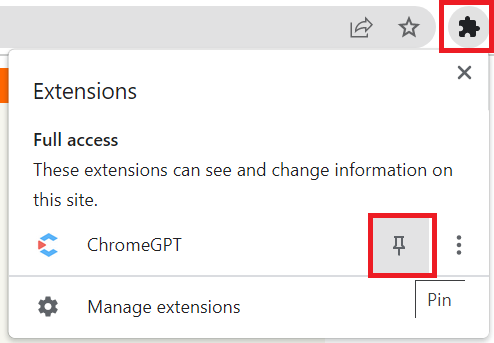 Extensions
Full access
These extensions can see and change information on
this site.
ChromeGPT
Manage extensions
Pin